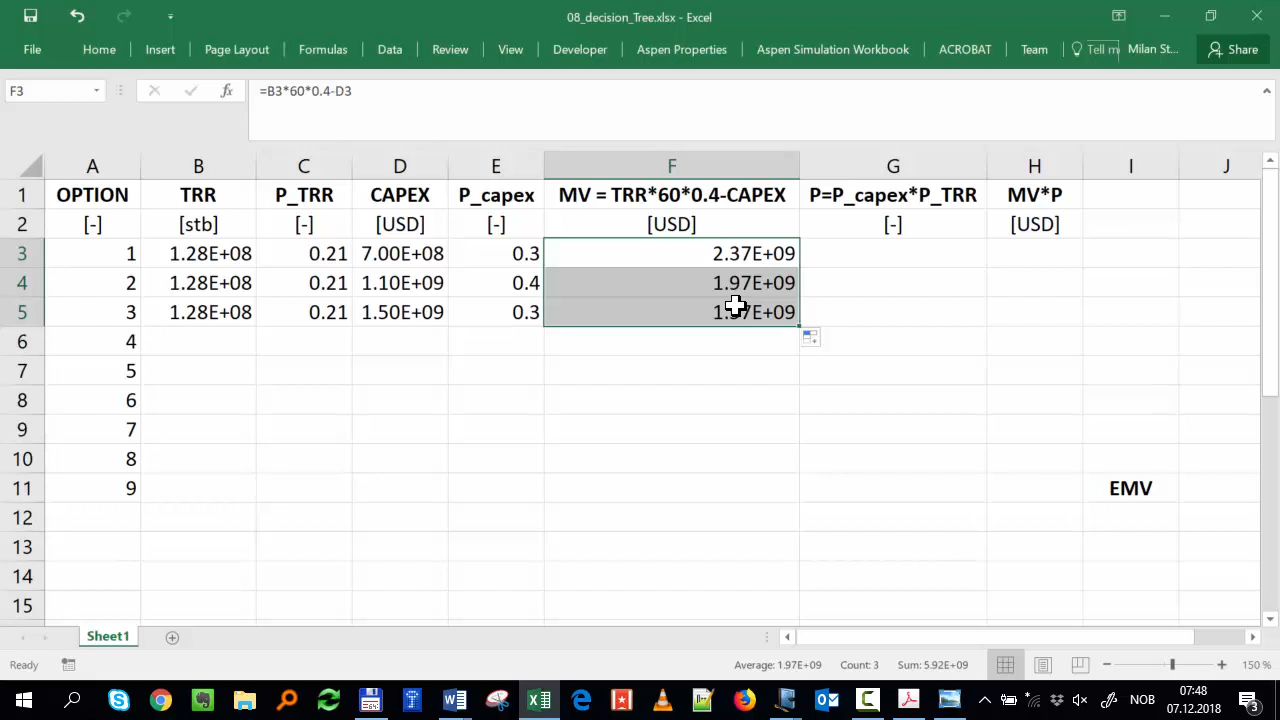 08_decision_Tree.xlsx - Excel
File Home Insert Page Layout Formulas Data Review View Developer Aspen Properties Aspen Simulation Workbook ACROBAT Team Tell m Milan St... Share
F3 fx =B3*60*0.4-D3
A B C D E F G H I J
1 OPTION TRR P_TRR CAPEX P_capex MV = TRR*60*0.4-CAPEX P=P_capex*P_TRR MV*P
2 [-] [stb] [-] [USD] [-] [USD] [-] [USD]
3 1 1.28E+08 0.21 7.00E+08 0.3 2.37E+09
4 2 1.28E+08 0.21 1.10E+09 0.4 1.97E+09
5 3 1.28E+08 0.21 1.50E+09 0.3 1.57E+09
6 4
7 5
8 6
9 7
10 8
11 9 EMV
12
13
14
15
Sheet1
Ready Average: 1.97E+09 Count: 3 Sum: 5.92E+09 150 %
NOB 07:48
07.12.2018 3